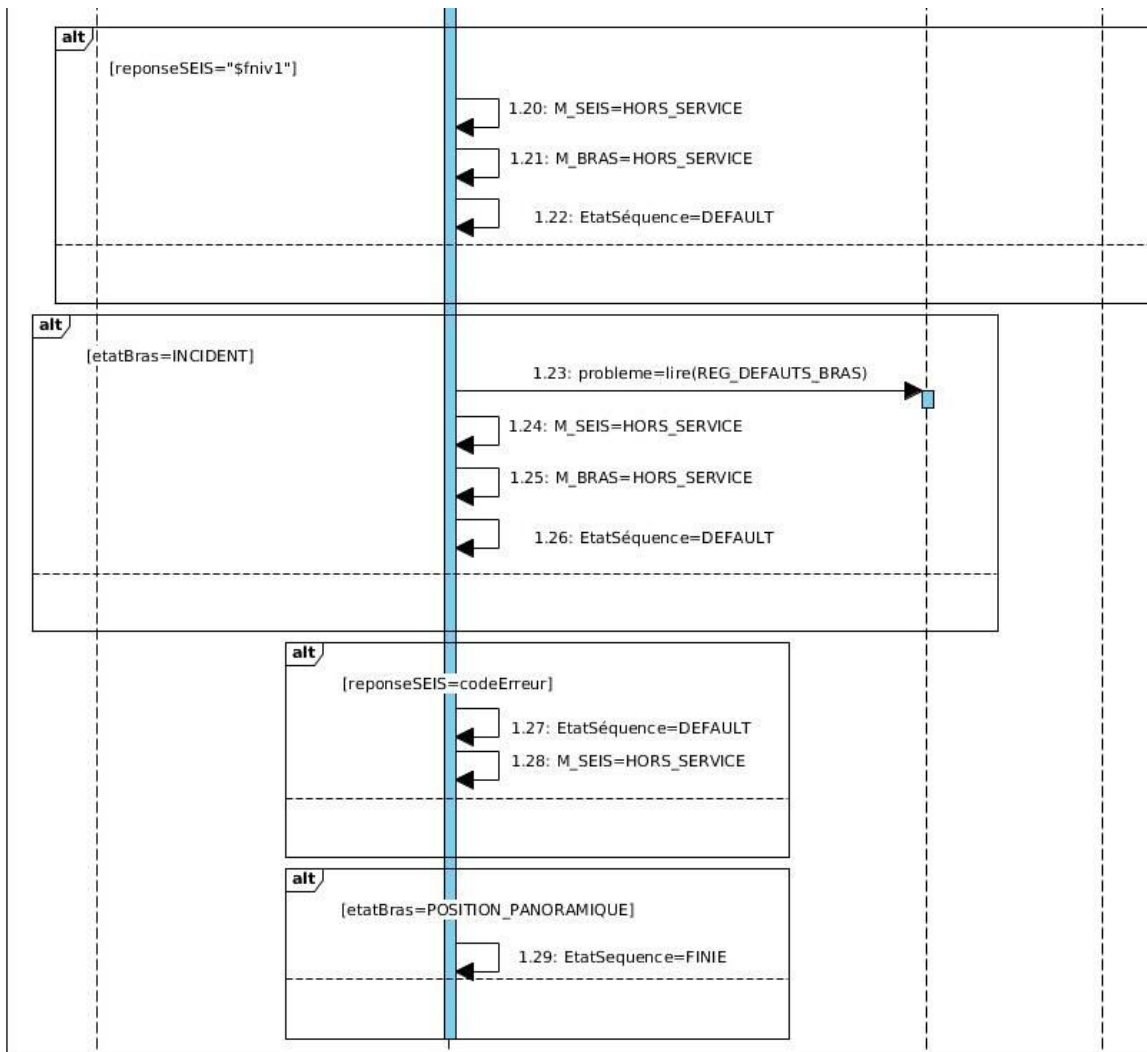 alt
[reponseSEIS="$fniv1"]
1.20: M_SEIS=HORS_SERVICE
1.21: M_BRAS=HORS_SERVICE
1.22: EtatSéquence=DEFAULT
alt
[etatBras=INCIDENT]
1.23: probleme=lire(REG_DEFAUTS_BRAS)
1.24: M_SEIS=HORS_SERVICE
1.25: M_BRAS=HORS_SERVICE
1.26: EtatSéquence=DEFAULT
alt
[reponseSEIS=codeErreur]
1.27: EtatSéquence=DEFAULT
1.28: M_SEIS=HORS_SERVICE
alt
[etatBras=POSITION_PANORAMIQUE]
1.29: EtatSequence=FINIE